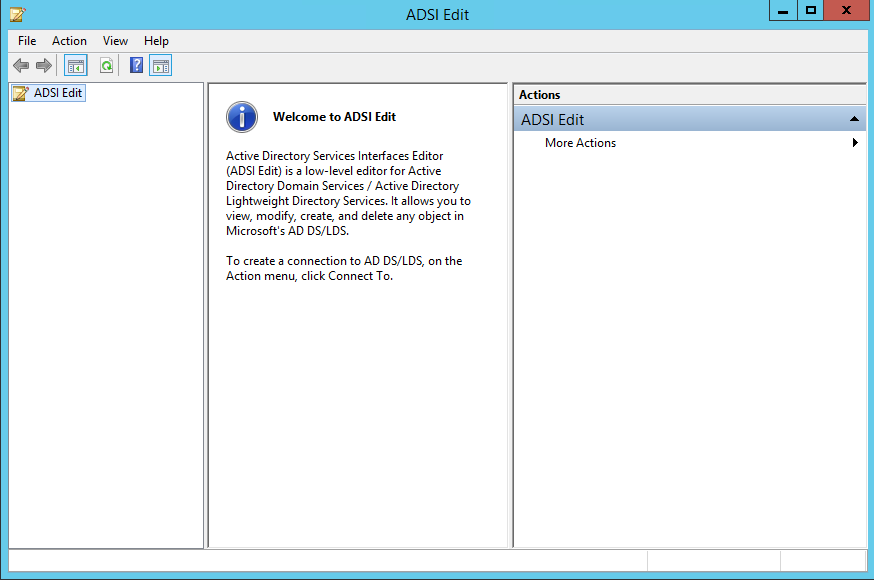 ADSI Edit
File Action View Help
ADSI Edit
Welcome to ADSI Edit
Active Directory Services Interfaces Editor
(ADSI Edit) is a low-level editor for Active
Directory Domain Services / Active Directory
Lightweight Directory Services. It allows you to
view, modify, create, and delete any object in
Microsoft's AD DS/LDS.
To create a connection to AD DS/LDS, on the
Action menu, click Connect To.
Actions
ADSI Edit
More Actions